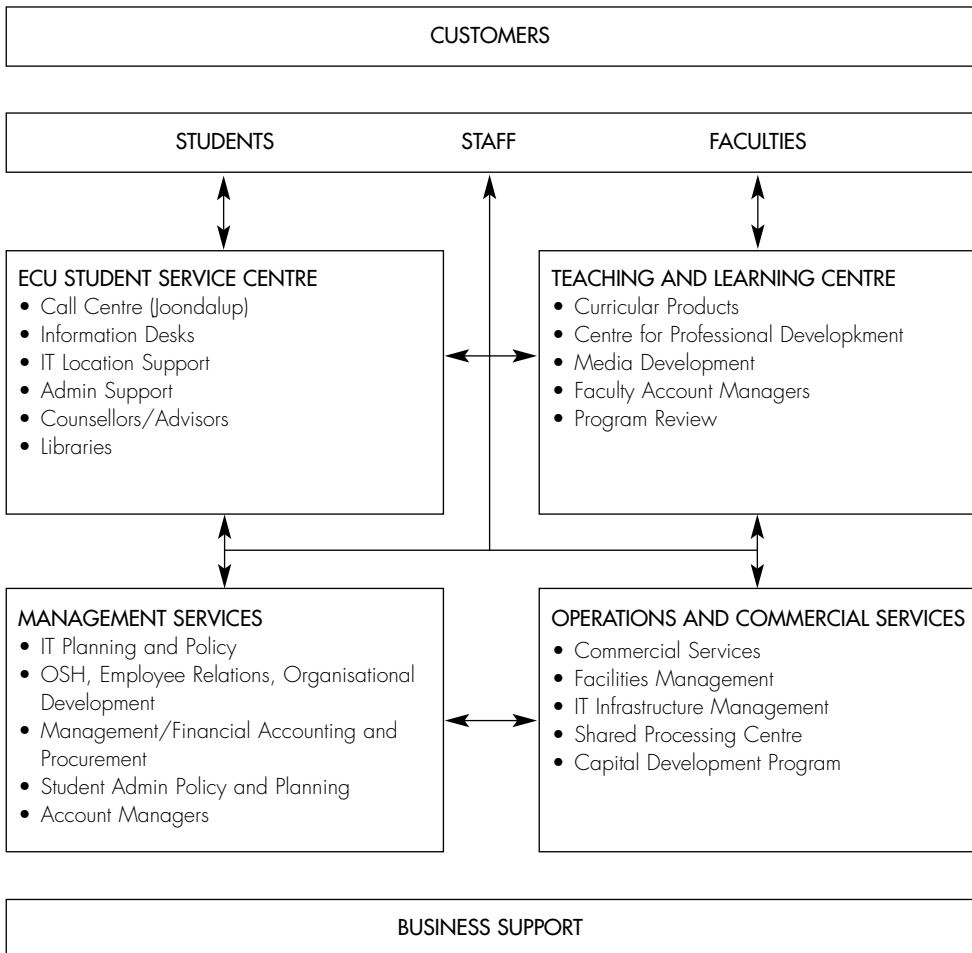 CUSTOMERS
STUDENTS STAFF FACULTIES
ECU STUDENT SERVICE CENTRE
• Call Centre (Joondalup)
• Information Desks
• IT Location Support
• Admin Support
• Counsellors/Advisors
• Libraries
TEACHING AND LEARNING CENTRE
• Curricular Products
• Centre for Professional Developkment
• Media Development
• Faculty Account Managers
• Program Review
MANAGEMENT SERVICES
• IT Planning and Policy
• OSH, Employee Relations, Organisational
Development
• Management/Financial Accounting and
Procurement
• Student Admin Policy and Planning
• Account Managers
OPERATIONS AND COMMERCIAL SERVICES
• Commercial Services
• Facilities Management
• IT Infrastructure Management
• Shared Processing Centre
• Capital Development Program
BUSINESS SUPPORT